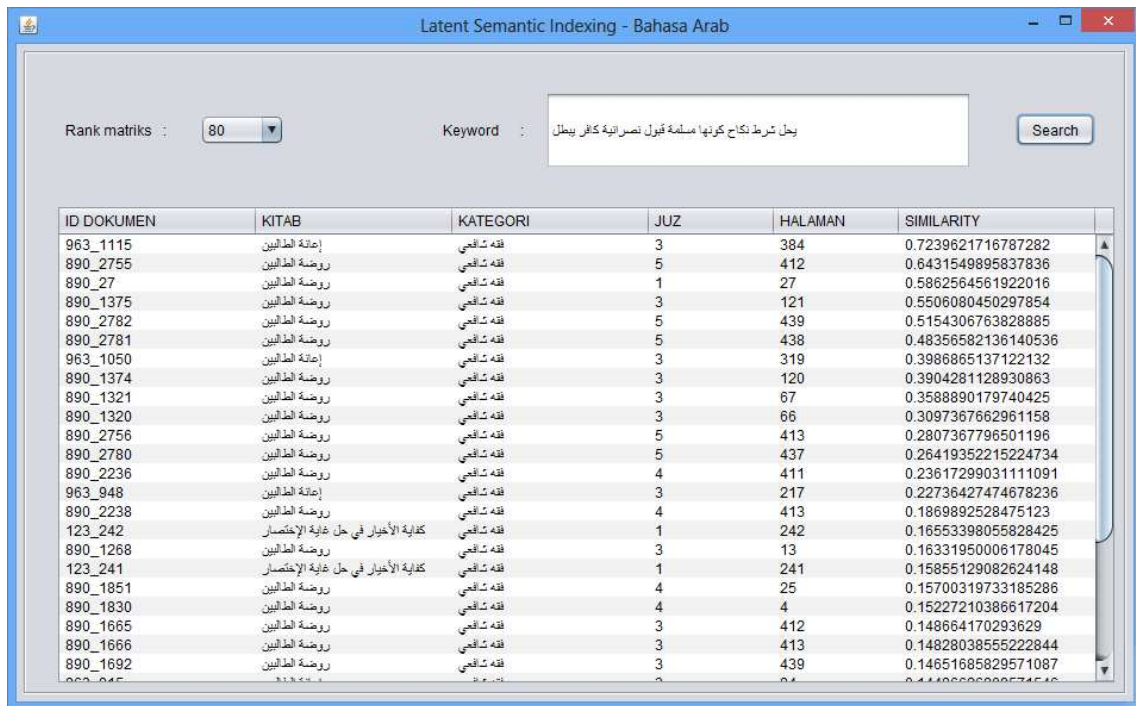 Latent Semantic Indexing - Bahasa Arab
Rank matriks : 80 Keyword : يحل شرط نكاح كونها مسلمة قبول نصرانية كافر يبطل Search
ID DOKUMEN KITAB KATEGORI JUZ HALAMAN SIMILARITY
963_1115 إعانة الطالبين فقه شافعي 3 384 0.7239621716787282
890_2755 روضة الطالبين فقه شافعي 5 412 0.6431549895837836
890_27 روضة الطالبين فقه شافعي 1 27 0.5862564561922016
890_1375 روضة الطالبين فقه شافعي 3 121 0.5506080450297854
890_2782 روضة الطالبين فقه شافعي 5 439 0.5154306763828885
890_2781 روضة الطالبين فقه شافعي 5 438 0.48356582136140536
963_1050 إعانة الطالبين فقه شافعي 3 319 0.3986865137122132
890_1374 روضة الطالبين فقه شافعي 3 120 0.3904281128930863
890_1321 روضة الطالبين فقه شافعي 3 67 0.3588890179740425
890_1320 روضة الطالبين فقه شافعي 3 66 0.3097367662961158
890_2756 روضة الطالبين فقه شافعي 5 413 0.2807367796501196
890_2780 روضة الطالبين فقه شافعي 5 437 0.26419352215224734
890_2236 روضة الطالبين فقه شافعي 4 411 0.23617299031111091
963_948 إعانة الطالبين فقه شافعي 3 217 0.22736427474678236
890_2238 روضة الطالبين فقه شافعي 4 413 0.1869892528475123
123_242 كفاية الأخيار في حل غاية الإختصار فقه شافعي 1 242 0.16553398055828425
890_1268 روضة الطالبين فقه شافعي 3 13 0.16331950006178045
123_241 كفاية الأخيار في حل غاية الإختصار فقه شافعي 1 241 0.15855129082624148
890_1851 روضة الطالبين فقه شافعي 4 25 0.15700319733185286
890_1830 روضة الطالبين فقه شافعي 4 4 0.15227210386617204
890_1665 روضة الطالبين فقه شافعي 3 412 0.148664170293629
890_1666 روضة الطالبين فقه شافعي 3 413 0.14828038555222844
890_1692 روضة الطالبين فقه شافعي 3 439 0.14651685829571087